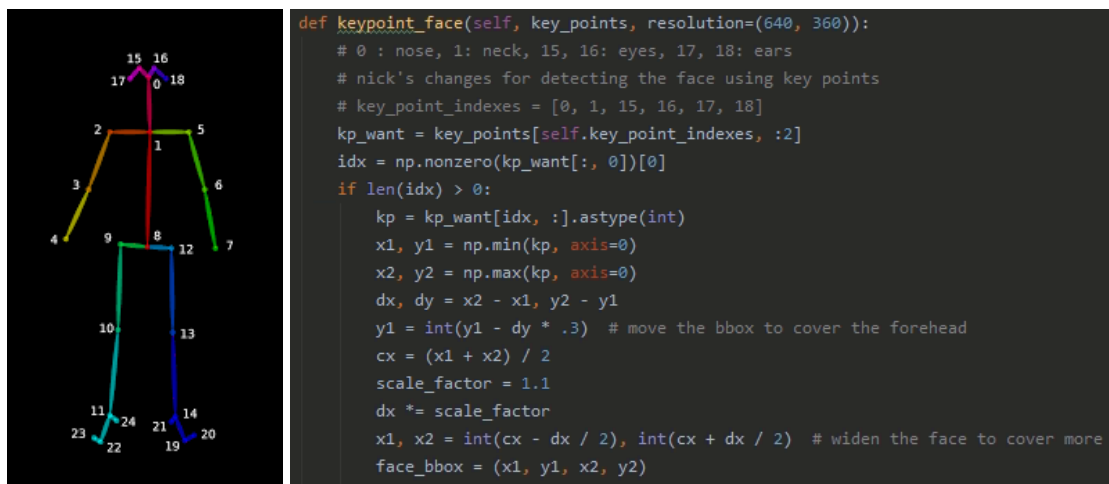 15 16
17 18
0
2 5
1
3 6
4 9 8 12 7
10 13
11 24 14
23 22 21 19 20
def keypoint_face(self, key_points, resolution=(640, 360)):
# 0 : nose, 1: neck, 15, 16: eyes, 17, 18: ears
# nick's changes for detecting the face using key points
# key_point_indexes = [0, 1, 15, 16, 17, 18]
kp_want = key_points[self.key_point_indexes, :2]
idx = np.nonzero(kp_want[:, 0])[0]
if len(idx) > 0:
kp = kp_want[idx, :].astype(int)
x1, y1 = np.min(kp, axis=0)
x2, y2 = np.max(kp, axis=0)
dx, dy = x2 - x1, y2 - y1
y1 = int(y1 - dy * .3)  # move the bbox to cover the forehead
cx = (x1 + x2) / 2
scale_factor = 1.1
dx *= scale_factor
x1, x2 = int(cx - dx / 2), int(cx + dx / 2)  # widen the face to cover more
face_bbox = (x1, y1, x2, y2)